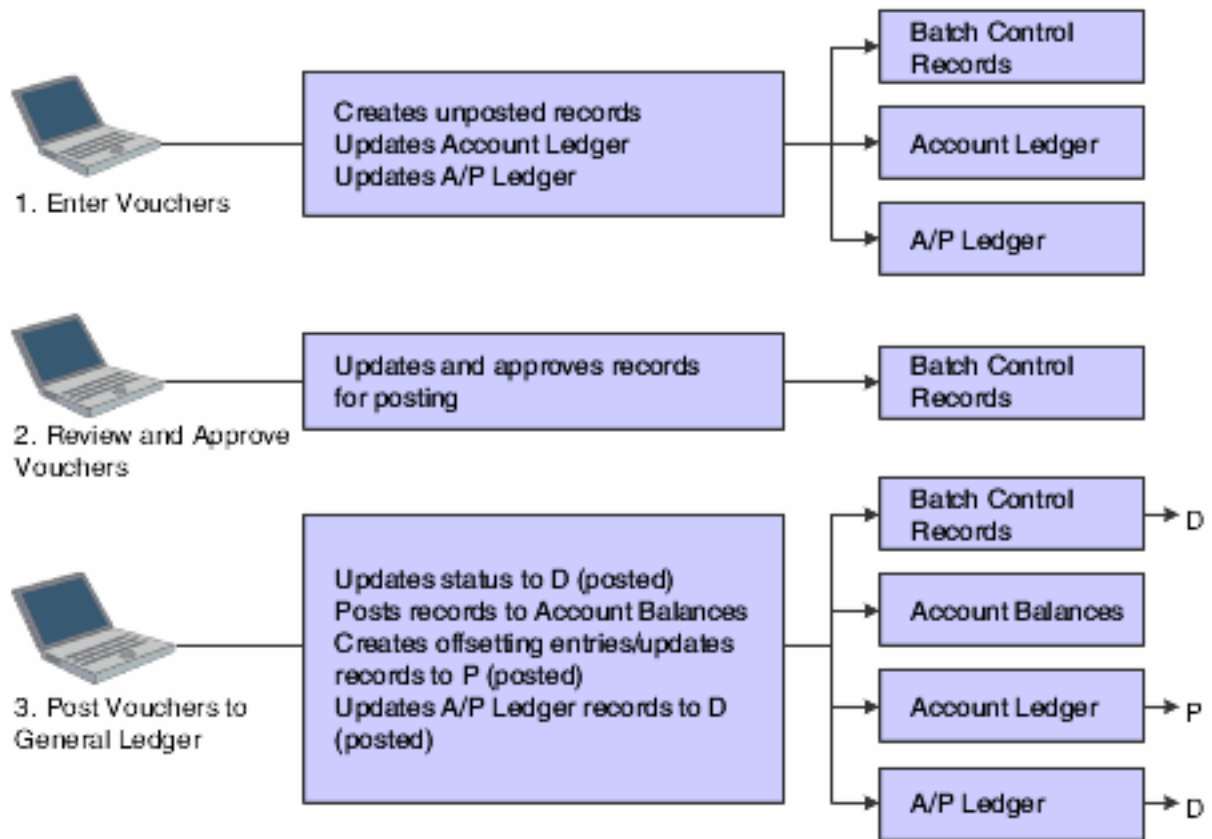 Batch Control
Records
Creates unposted records
Updates Account Ledger
Updates A/P Ledger
Account Ledger
1. Enter Vouchers
A/P Ledger
Updates and approves records
for posting
Batch Control
Records
2. Review and Approve
Vouchers
Batch Control
Records
D
Updates status to D (posted)
Posts records to Account Balances
Creates offsetting entries/updates
records to P (posted)
Updates A/P Ledger records to D
(posted)
Account Balances
3. Post Vouchers to
General Ledger
Account Ledger
P
A/P Ledger
D